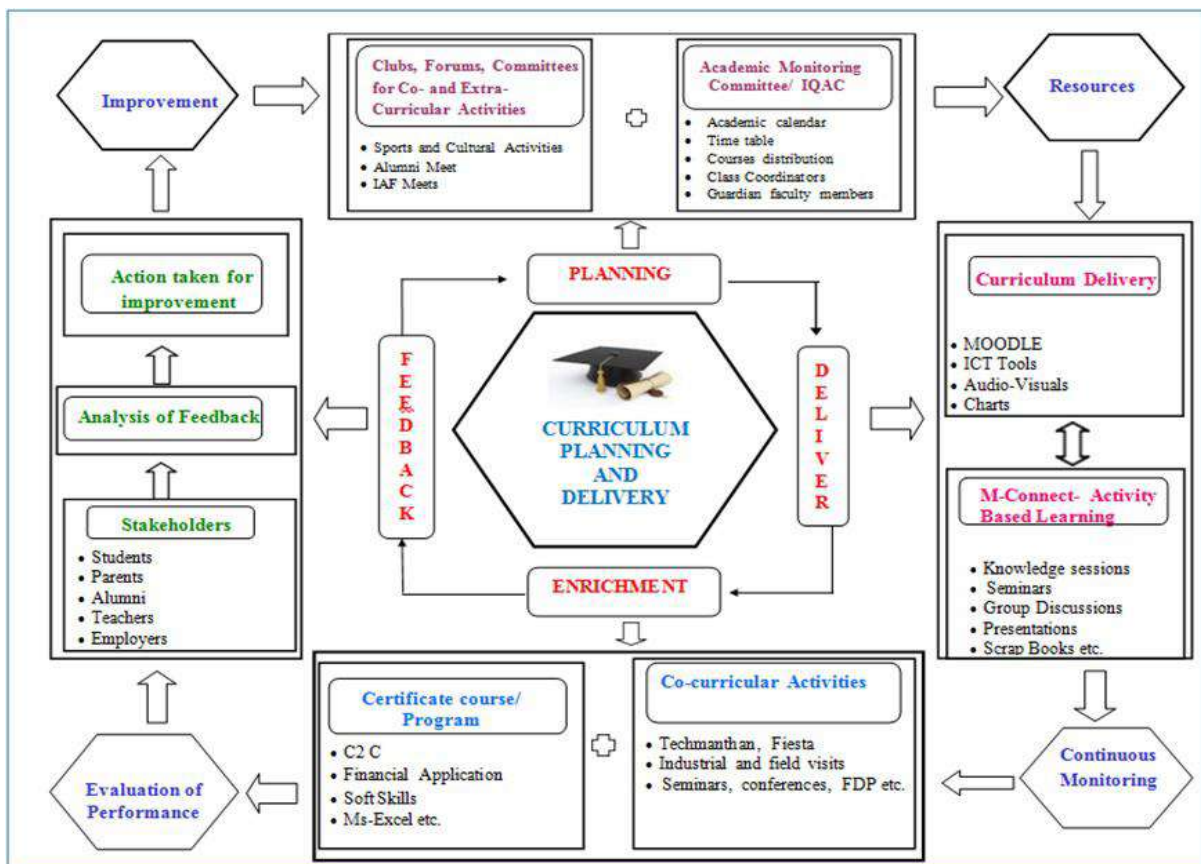 Improvement
Clubs, Forums, Committees
for Co- and Extra-
Curricular Activities
• Sports and Cultural Activities
• Alumni Meet
• IAF Meets
Academic Monitoring
Committee/ IQAC
• Academic calendar
• Time table
• Courses distribution
• Class Coordinators
• Guardian faculty members
Resources
Action taken for
improvement
Analysis of Feedback
Stakeholders
• Students
• Parents
• Alumni
• Teachers
• Employers
PLANNING
FEEDBACK
CURRICULUM
PLANNING
AND
DELIVERY
DELIVER
ENRICHMENT
Curriculum Delivery
• MOODLE
• ICT Tools
• Audio-Visuals
• Charts
M-Connect- Activity
Based Learning
• Knowledge sessions
• Seminars
• Group Discussions
• Presentations
• Scrap Books etc.
Evaluation of
Performance
Certificate course/
Program
• C2 C
• Financial Application
• Soft Skills
• Ms-Excel etc.
Co-curricular Activities
• Techmanthan, Fiesta
• Industrial and field visits
• Seminars, conferences, FDP etc.
Continuous
Monitoring